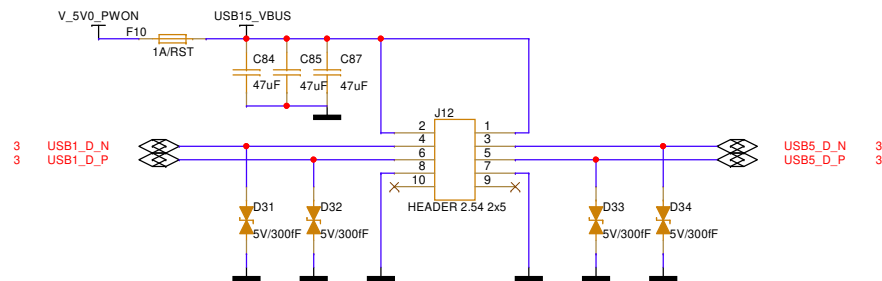 V_5V0_PWON
USB15_VBUS
F10
1A/RST
C84
C85
C87
47uF
47uF
47uF
J12
2
1
4
3
6
5
8
7
10
9
HEADER 2.54 2x5
3
USB1_D_N
3
USB1_D_P
USB5_D_N
3
USB5_D_P
3
D31
5V/300fF
D32
5V/300fF
D33
5V/300fF
D34
5V/300fF